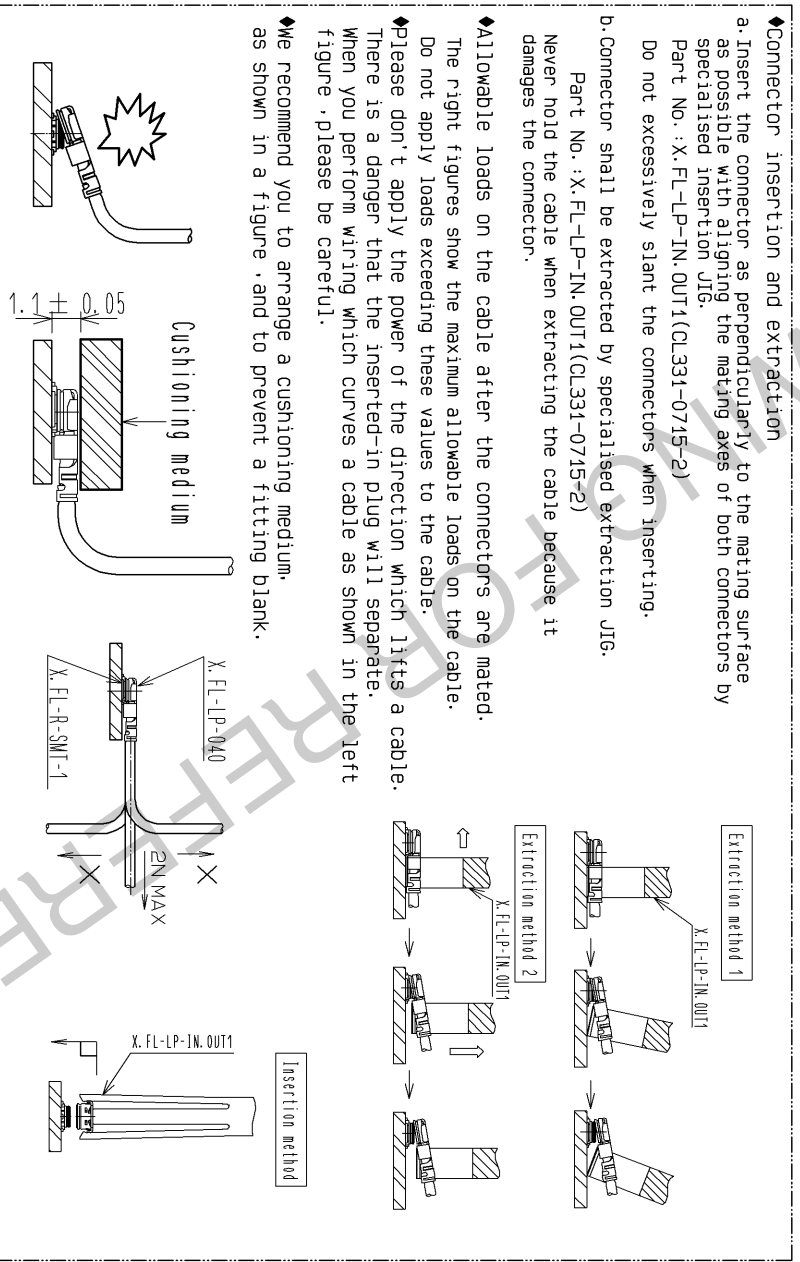 ◆Connector insertion and extraction
a.Insert the connector as perpendicularly to the mating surface
as possible with aligning the mating axes of both connectors by
specialised insertion JIG.
Part No.:X.FL-LP-IN.OUT1(CL331-0715-2)
Do not excessively slant the connectors when inserting.
b.Connector shall be extracted by specialised extraction JIG.
Part No.:X.FL-LP-IN.OUT1(CL331-0715-2)
Never hold the cable when extracting the cable because it
damages the connector.
◆Allowable loads on the cable after the connectors are mated.
The right figures show the maximum allowable loads on the cable.
Do not apply loads exceeding these values to the cable.
◆Please don't apply the power of the direction which lifts a cable.
There is a danger that the inserted-in plug will separate.
When you perform wiring which curves a cable as shown in the left
figure ,please be careful.
◆We recommend you to arrange a cushioning medium,
as shown in a figure ,and to prevent a fitting blank.
Extraction method 1
X.FL-LP-IN.OUT1
Extraction method 2
X.FL-LP-IN.OUT1
Insertion method
X.FL-LP-IN.OUT1
X.FL-LP-040
X.FL-R-SMT-1
X
2N MAX
X
Cushioning medium
1.1± 0.05
WING FOR REFERE